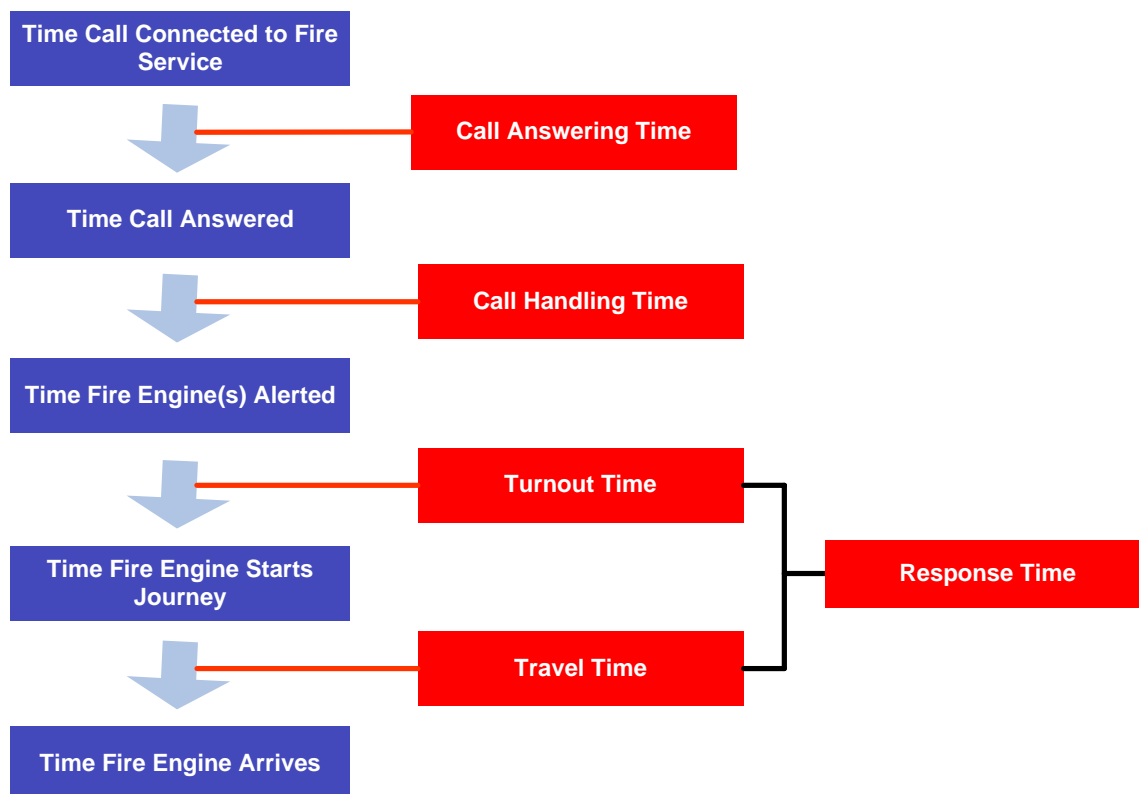 Time Call Connected to Fire
Service
Call Answering Time
Time Call Answered
Call Handling Time
Time Fire Engine(s) Alerted
Turnout Time
Time Fire Engine Starts
Journey
Response Time
Travel Time
Time Fire Engine Arrives